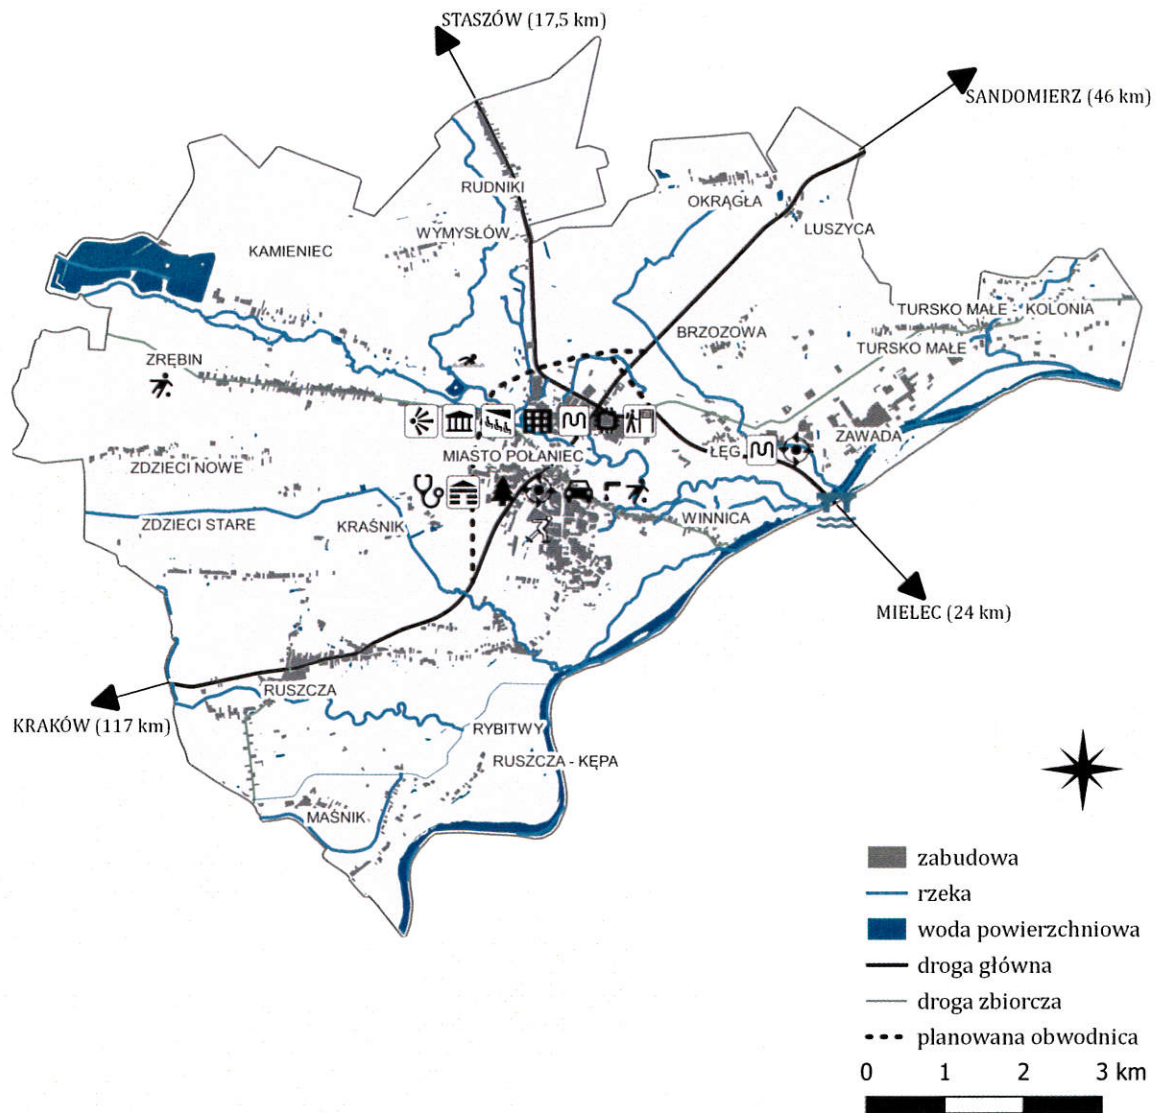 STASZÓW (17,5 km)
SANDOMIERZ (46 km)
RUDNIKI
OKRĄGŁA
WYMYSŁÓW
LUSZYCA
KAMIENIEC
TURSKO MAŁE - KOLONIA
BRZOZOWA
TURSKO MAŁE
ZRĘBIN
ZAWADA
MIASTO POŁANIEC
ŁĘG
ZDZIECI NOWE
WINNICA
ZDZIECI STARE
KRAŚNIK
MIELEC (24 km)
RUSZCZA
KRAKÓW (117 km)
RYBITWY
RUSZCZA - KĘPA
MAŚNIK
zabudowa
rzeka
woda powierzchniowa
droga główna
droga zbiorcza
planowana obwodnica
0 1 2 3 km